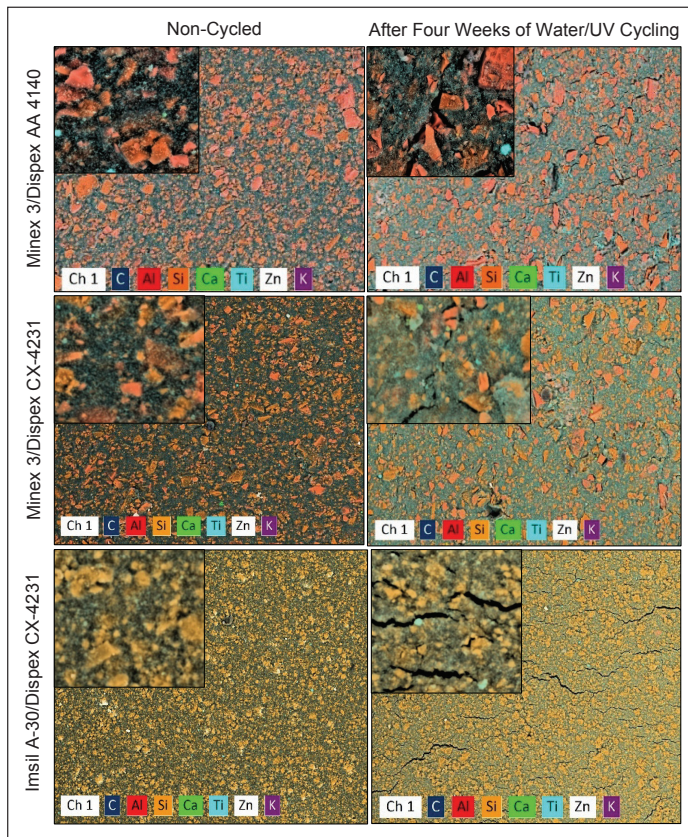 Non-Cycled
After Four Weeks of Water/UV Cycling
Minex 3/Dispex AA 4140
Ch 1 C Al Si Ca Ti Zn K
Ch 1 C Al Si Ca Ti Zn K
Minex 3/Dispex CX-4231
Ch 1 C Al Si Ca Ti Zn K
Ch 1 C Al Si Ca Ti Zn K
Imsil A-30/Dispex CX-4231
Ch 1 C Al Si Ca Ti Zn K
Ch 1 C Al Si Ca Ti Zn K